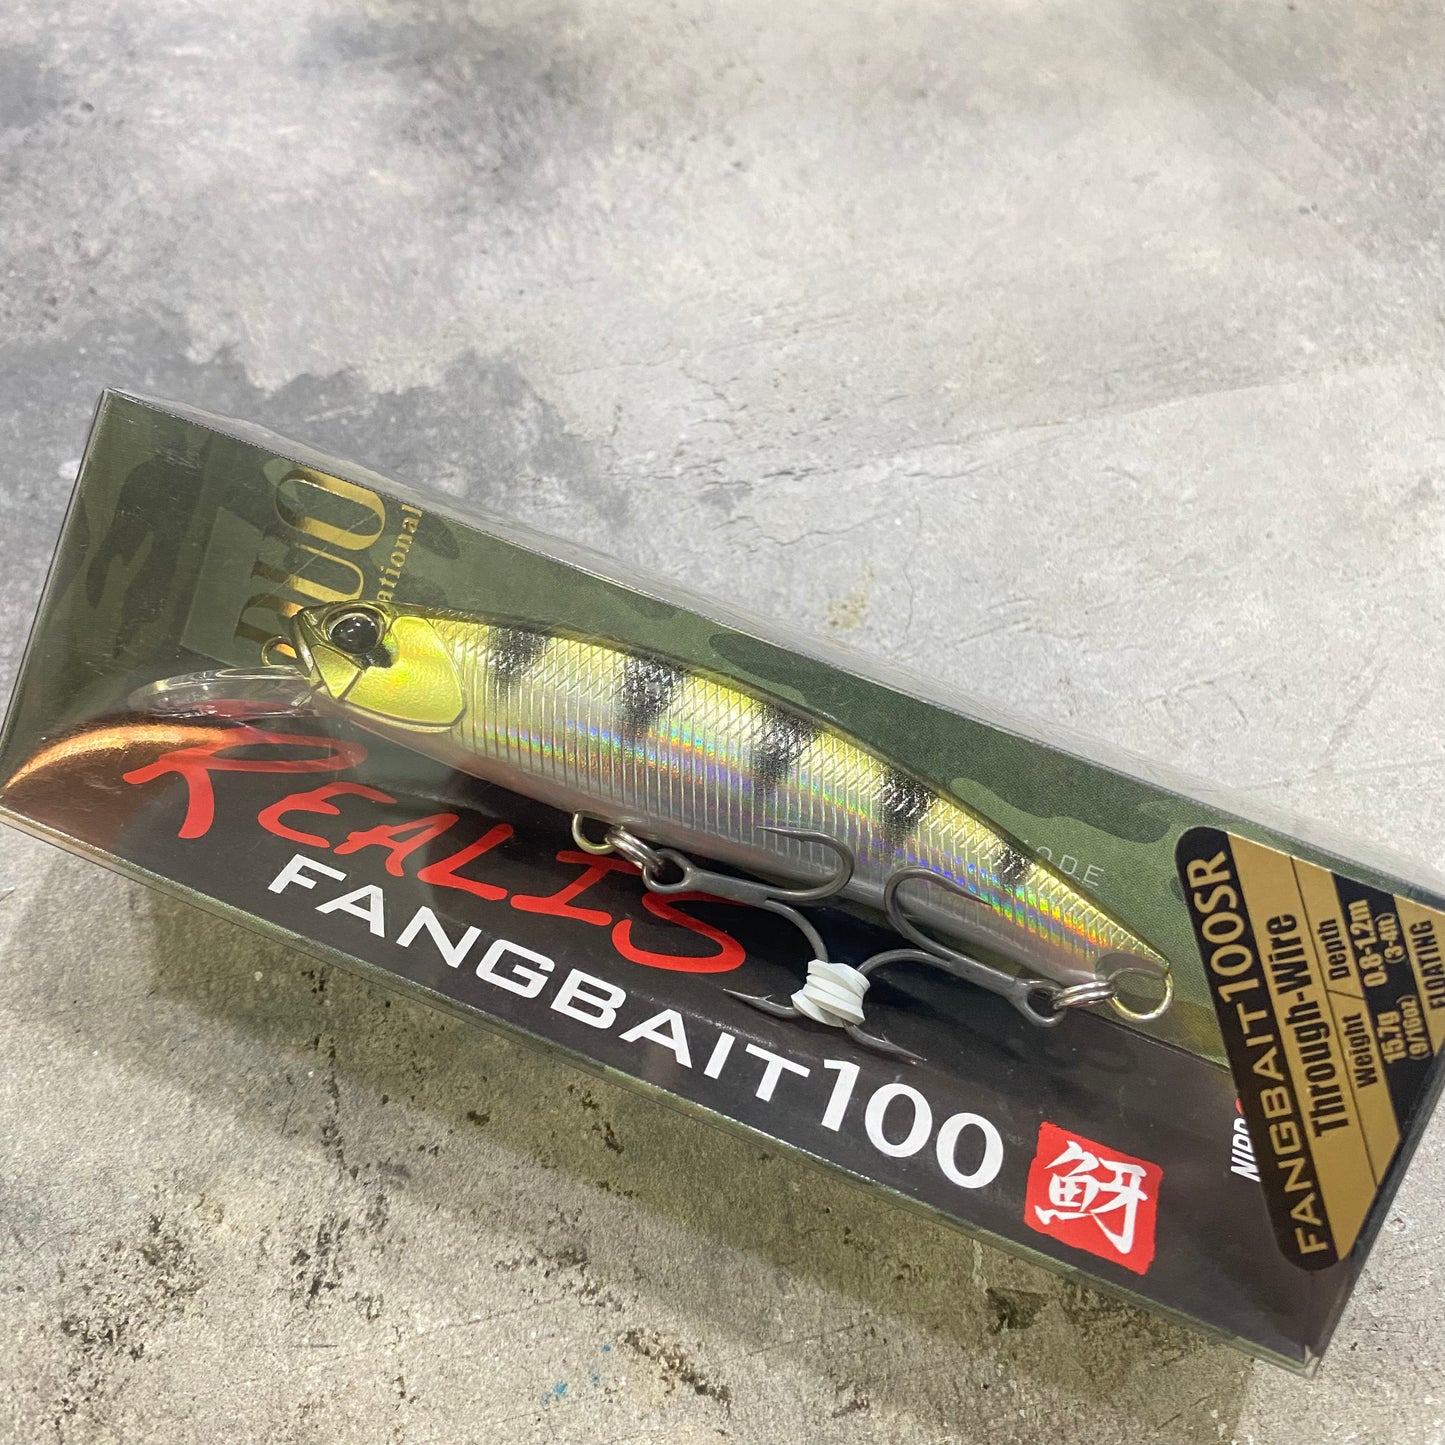 DUO
REALIS
FANGBAIT100
魺
FANGBAIT100SR
Through-Wire
Weight / Depth
15.7g 0.8-1.2m
(9/16oz) (3-4ft)
FLOATING